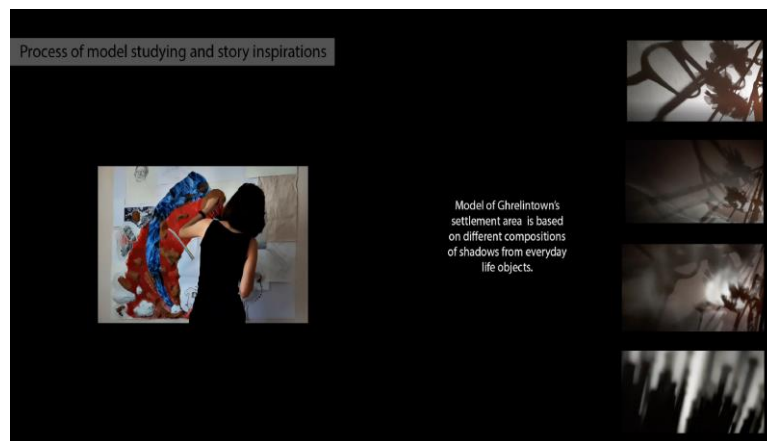 Process of model studying and story inspirations
Model of Ghrelintown's
settlement area is based
on different compositions
of shadows from everyday
life objects.